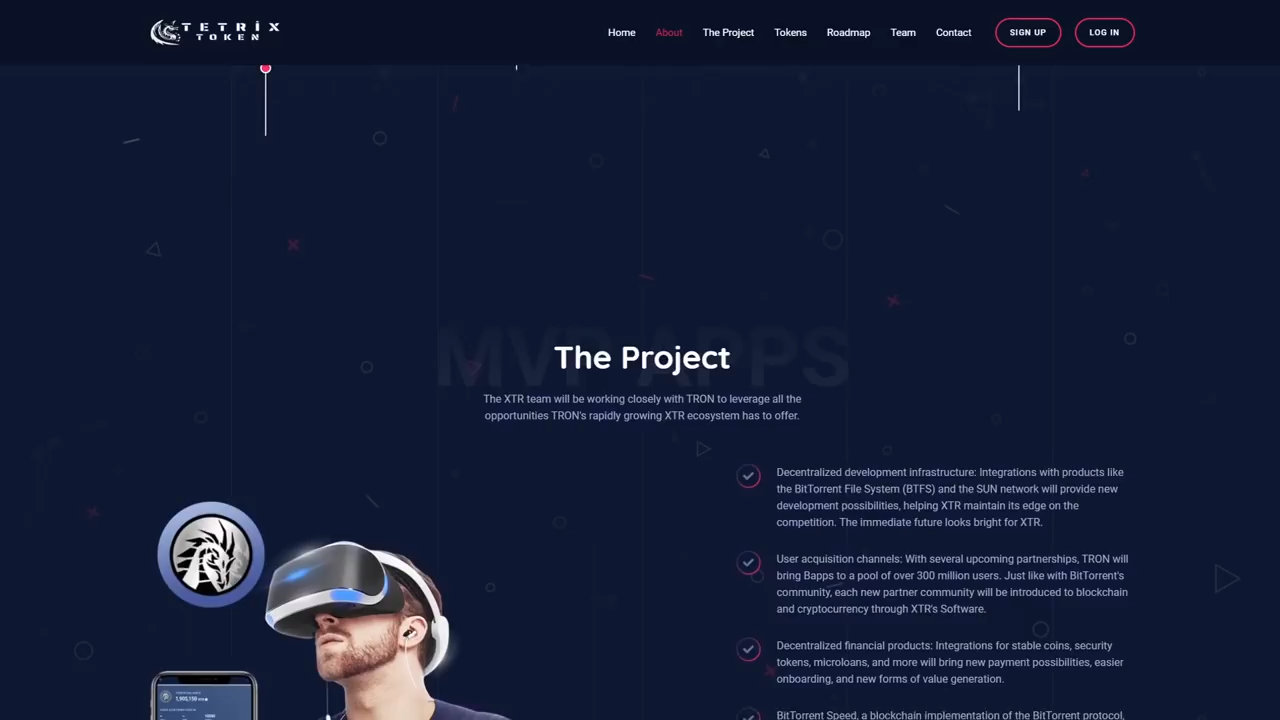 TETRIX
TOKEN
Home About The Project Tokens Roadmap Team Contact SIGN UP LOG IN
MVP APPS
The Project
The XTR team will be working closely with TRON to leverage all the
opportunities TRON's rapidly growing XTR ecosystem has to offer.
Decentralized development infrastructure: Integrations with products like
the BitTorrent File System (BTFS) and the SUN network will provide new
development possibilities, helping XTR maintain its edge on the
competition. The immediate future looks bright for XTR.
User acquisition channels: With several upcoming partnerships, TRON will
bring Bapps to a pool of over 300 million users. Just like with BitTorrent's
community, each new partner community will be introduced to blockchain
and cryptocurrency through XTR's Software.
Decentralized financial products: Integrations for stable coins, security
tokens, microloans, and more will bring new payment possibilities, easier
onboarding, and new forms of value generation.
BitTorrent Speed, a blockchain implementation of the BitTorrent protocol,